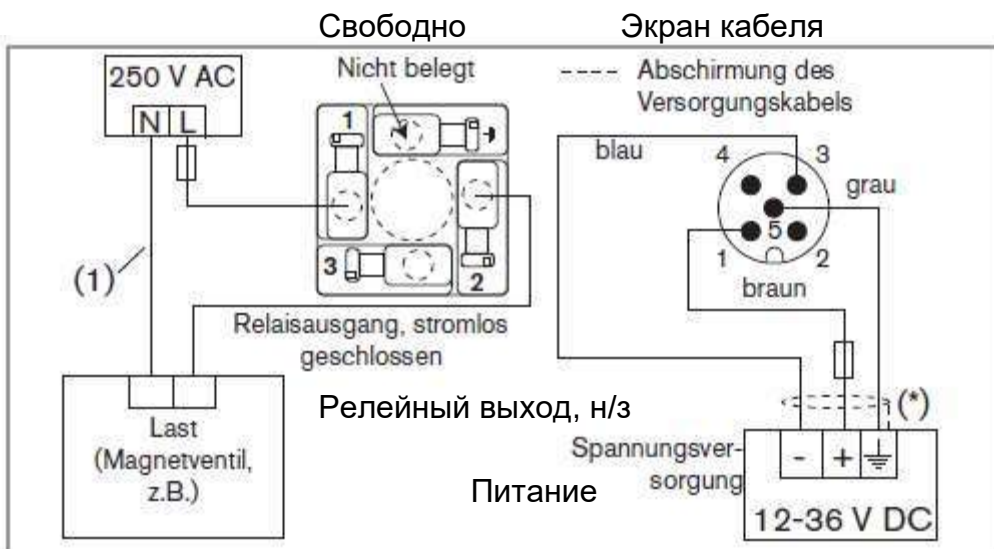 Свободно
Экран кабеля
250 V AC
N L
Nicht belegt
---- Abschirmung des
Versorgungskabels
1
2
3
(1)
blau
4
3
grau
5
1
2
braun
Relaisausgang, stromlos
geschlossen
Релейный выход, н/з
(*)
Last
(Magnetventil,
z.B.)
Spannungsver-
sorgung
- +
Питание
12-36 V DC